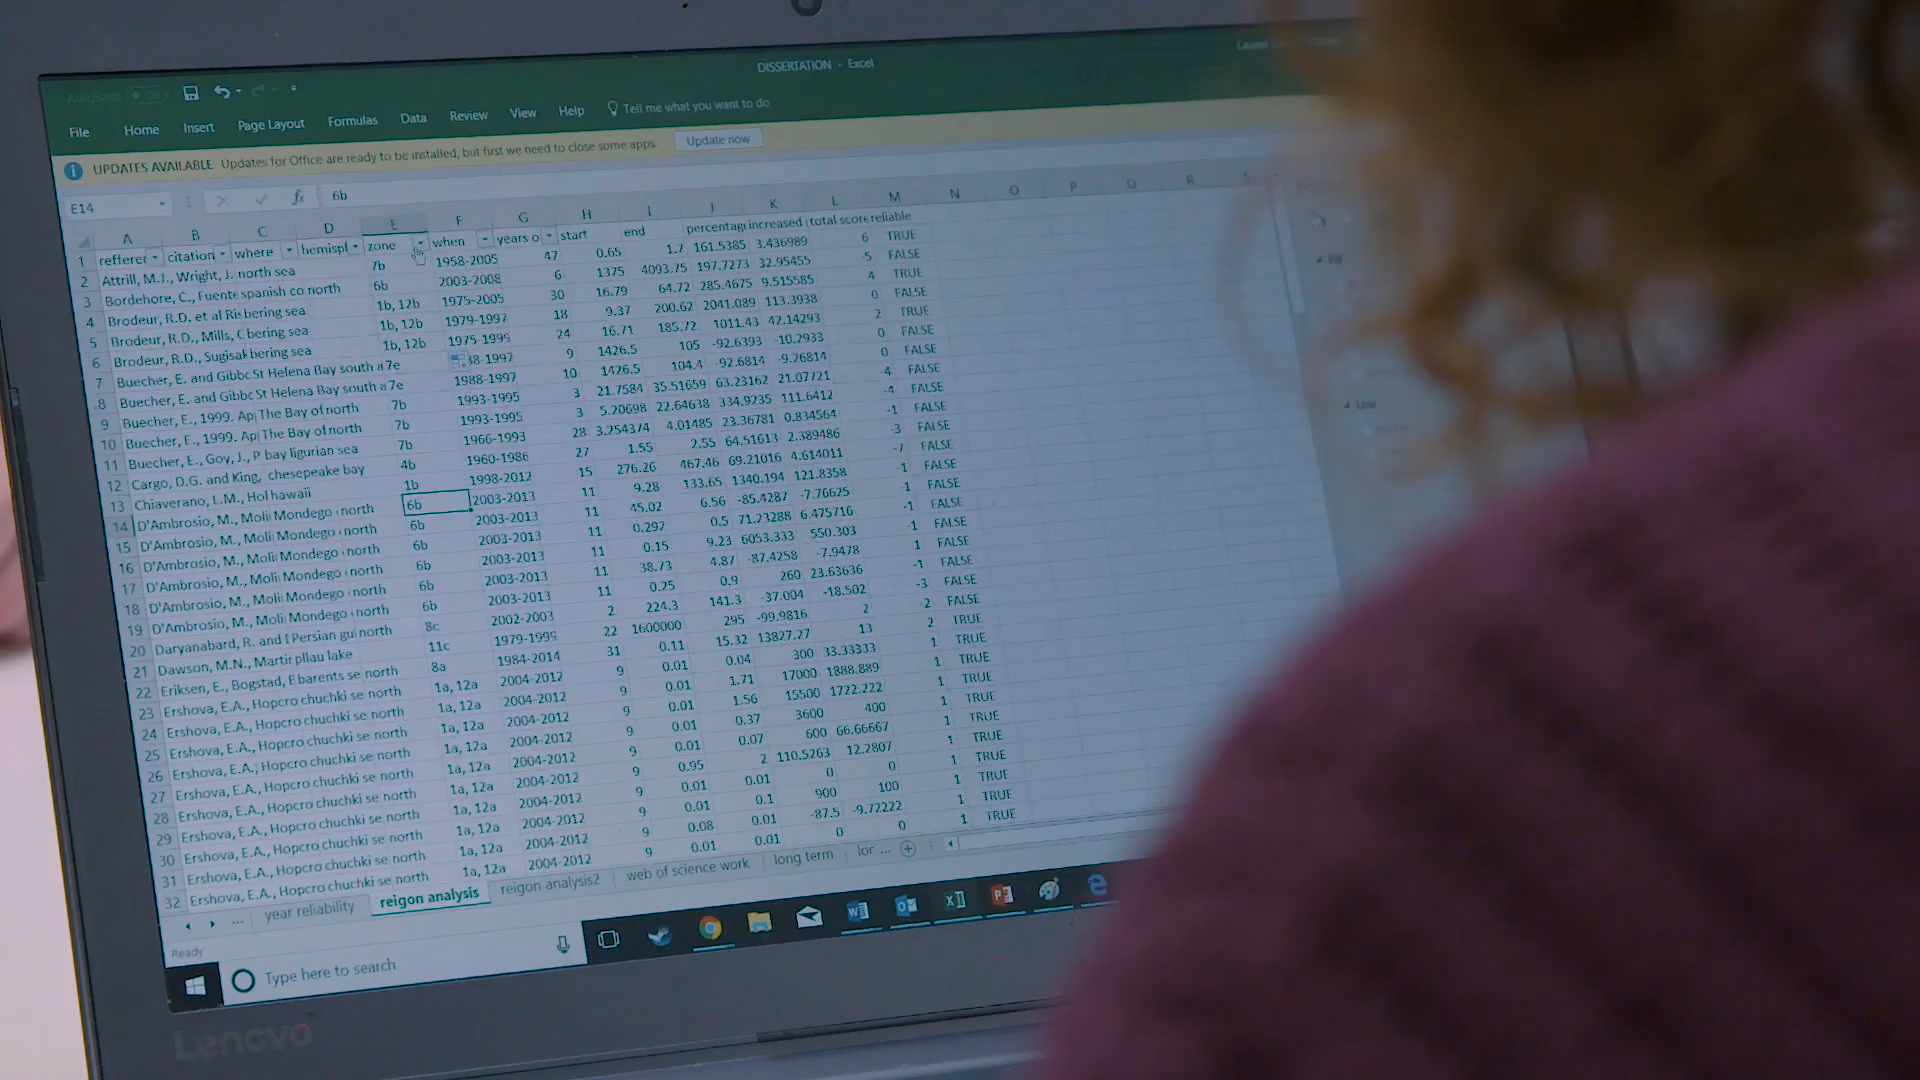 DISSERTATION - Excel
File Home Insert Page Layout Formulas Data Review View Help Tell me what you want to do
UPDATES AVAILABLE Updates for Office are ready to be installed, but first we need to close some apps. Update now
E14 fx 6b
A B C D E F G H I J K L M N O P Q R
1 refferer citation where hemispl zone when years o start end percentag increased total score reliable
2 Attrill, M.J., Wright, J. north sea 7b 1958-2005 47 0.65 1.7 161.5385 3.436989 6 TRUE
3 Bordehore, C., Fuente spanish co north 6b 2003-2008 6 1375 4093.75 197.7273 32.95455 -5 FALSE
4 Brodeur, R.D. et al Ris bering sea 1b, 12b 1975-2005 30 16.79 64.72 285.4675 9.515585 4 TRUE
5 Brodeur, R.D., Mills, C bering sea 1b, 12b 1979-1997 18 9.37 200.62 2041.089 113.3938 0 FALSE
6 Brodeur, R.D., Sugisal bering sea 1b, 12b 1975-1999 24 16.71 185.72 1011.43 42.14293 2 TRUE
7 Buecher, E. and Gibbc St Helena Bay south a 7e 8-1997 9 1426.5 105 -92.6393 -10.2933 0 FALSE
8 Buecher, E. and Gibbc St Helena Bay south a 7e 1988-1997 10 1426.5 104.4 -92.6814 -9.26814 0 FALSE
9 Buecher, E., 1999. Ap The Bay of north 7b 1993-1995 3 21.7584 35.51659 63.23162 21.07721 4 FALSE
10 Buecher, E., 1999. Ap The Bay of north 7b 1993-1995 3 5.20698 22.64638 334.9235 111.6412 -4 FALSE
11 Buecher, E., Goy, J., P bay ligurian sea 7b 1966-1993 28 3.254374 4.01485 23.36781 0.834564 -1 FALSE
12 Cargo, D.G. and King, chesepeake bay 4b 1960-1986 27 1.55 2.55 64.51613 2.389486 -3 FALSE
13 Chiaverano, L.M., Hol hawaii 1b 1998-2012 15 276.26 467.46 69.21016 4.614011 -7 FALSE
14 D'Ambrosio, M., Moli Mondego north 6b 2003-2013 11 9.28 133.65 1340.194 121.8358 -1 FALSE
15 D'Ambrosio, M., Moli Mondego north 6b 2003-2013 11 45.02 6.56 -85.4287 -7.76625 -1 FALSE
16 D'Ambrosio, M., Moli Mondego north 6b 2003-2013 11 0.292 0.5 71.23288 6.475716 -1 FALSE
17 D'Ambrosio, M., Moli Mondego north 6b 2003-2013 11 0.15 9.23 6053.333 550.303 -1 FALSE
18 D'Ambrosio, M., Moli Mondego north 6b 2003-2013 11 38.73 4.87 -87.4258 -7.9478 1 FALSE
19 D'Ambrosio, M., Moli Mondego north 6b 2003-2013 11 0.25 0.9 260 23.63636 -1 FALSE
20 Daryanabard, R. and Persian gul north 8c 2002-2003 2 224.3 141.3 -37.004 -18.502 -3 FALSE
21 Dawson, M.N., Martir pllau lake 11c 1979-1999 22 1600000 295 -99.9816 2 -2 FALSE
22 Eriksen, E., Bogstad, E barents se north 8a 1984-2014 31 0.11 15.32 13827.27 13 2 TRUE
23 Ershova, E.A., Hopcro chuchki se north 1a, 12a 2004-2012 9 0.01 0.04 300 33.33333 1 TRUE
24 Ershova, E.A., Hopcro chuchki se north 1a, 12a 2004-2012 9 0.01 1.71 17000 1888.889 1 TRUE
25 Ershova, E.A., Hopcro chuchki se north 1a, 12a 2004-2012 9 0.01 1.56 15500 1722.222 1 TRUE
26 Ershova, E.A., Hopcro chuchki se north 1a, 12a 2004-2012 9 0.01 0.37 3600 400 1 TRUE
27 Ershova, E.A., Hopcro chuchki se north 1a, 12a 2004-2012 9 0.01 0.07 600 66.66667 1 TRUE
28 Ershova, E.A., Hopcro chuchki se north 1a, 12a 2004-2012 9 0.95 2 110.5263 12.2807 1 TRUE
29 Ershova, E.A., Hopcro chuchki se north 1a, 12a 2004-2012 9 0.01 0.01 0 0 1 TRUE
30 Ershova, E.A., Hopcro chuchki se north 1a, 12a 2004-2012 9 0.01 0.1 900 100 1 TRUE
31 Ershova, E.A., Hopcro chuchki se north 1a, 12a 2004-2012 9 0.08 0.01 -87.5 -9.72222 1 TRUE
32 Ershova, E.A., Hopcro chuchki se north 1a, 12a 2004-2012 9 0.01 0.01 0 0 1 TRUE
... year reliability reigon analysis reigon analysis2 web of science work long term lor ...
Ready
Type here to search
Lenovo